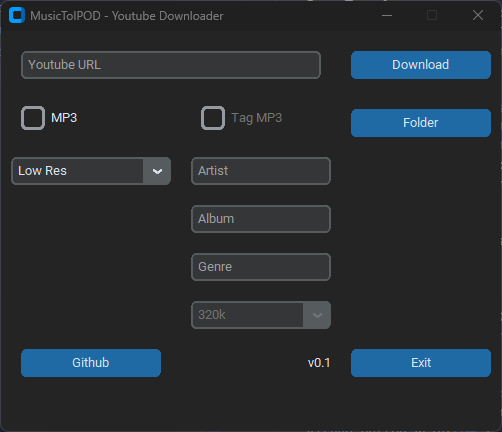 MusicToIPOD - Youtube Downloader
Youtube URL
Download
MP3
Tag MP3
Folder
Low Res
Artist
Album
Genre
320k
Github
v0.1
Exit